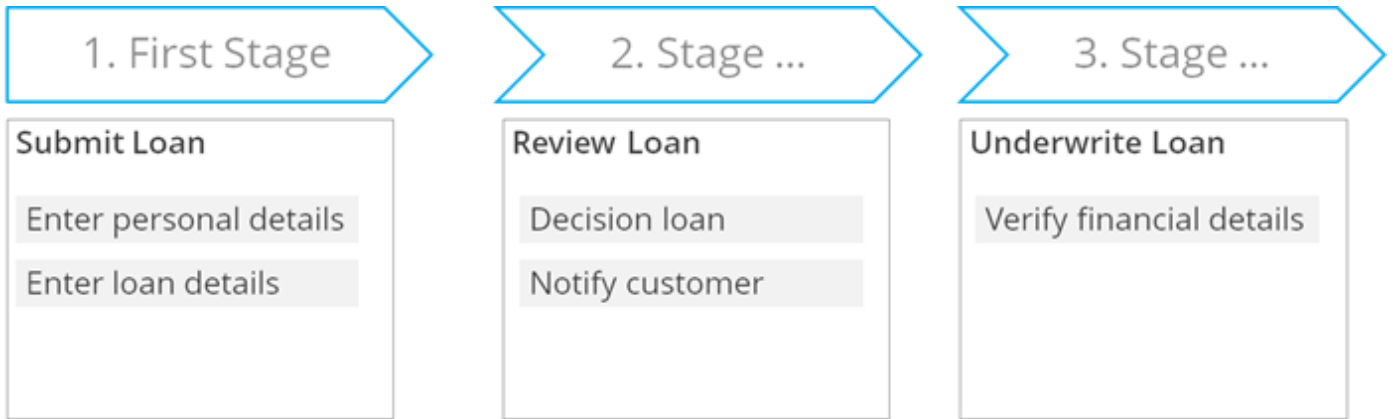 1. First Stage
2. Stage ...
3. Stage ...
Submit Loan
Enter personal details
Enter loan details
Review Loan
Decision loan
Notify customer
Underwrite Loan
Verify financial details